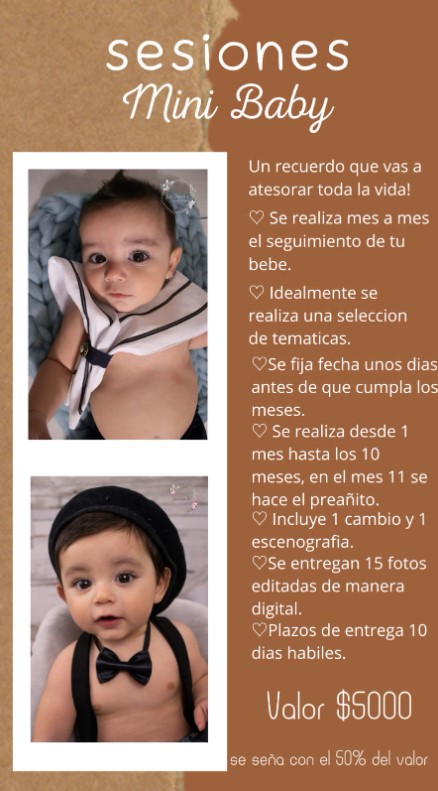 sesiones
Mini Baby
Un recuerdo que vas a
atesorar toda la vida!
♡ Se realiza mes a mes
el seguimiento de tu
bebe.
♡ Idealmente se
realiza una seleccion
de tematicas.
♡Se fija fecha unos dias
antes de que cumpla los
meses.
♡ Se realiza desde 1
mes hasta los 10
meses, en el mes 11 se
hace el preañito.
♡ Incluye 1 cambio y 1
escenografia.
♡Se entregan 15 fotos
editadas de manera
digital.
♡Plazos de entrega 10
dias habiles.
Valor $5000
se seña con el 50% del valor